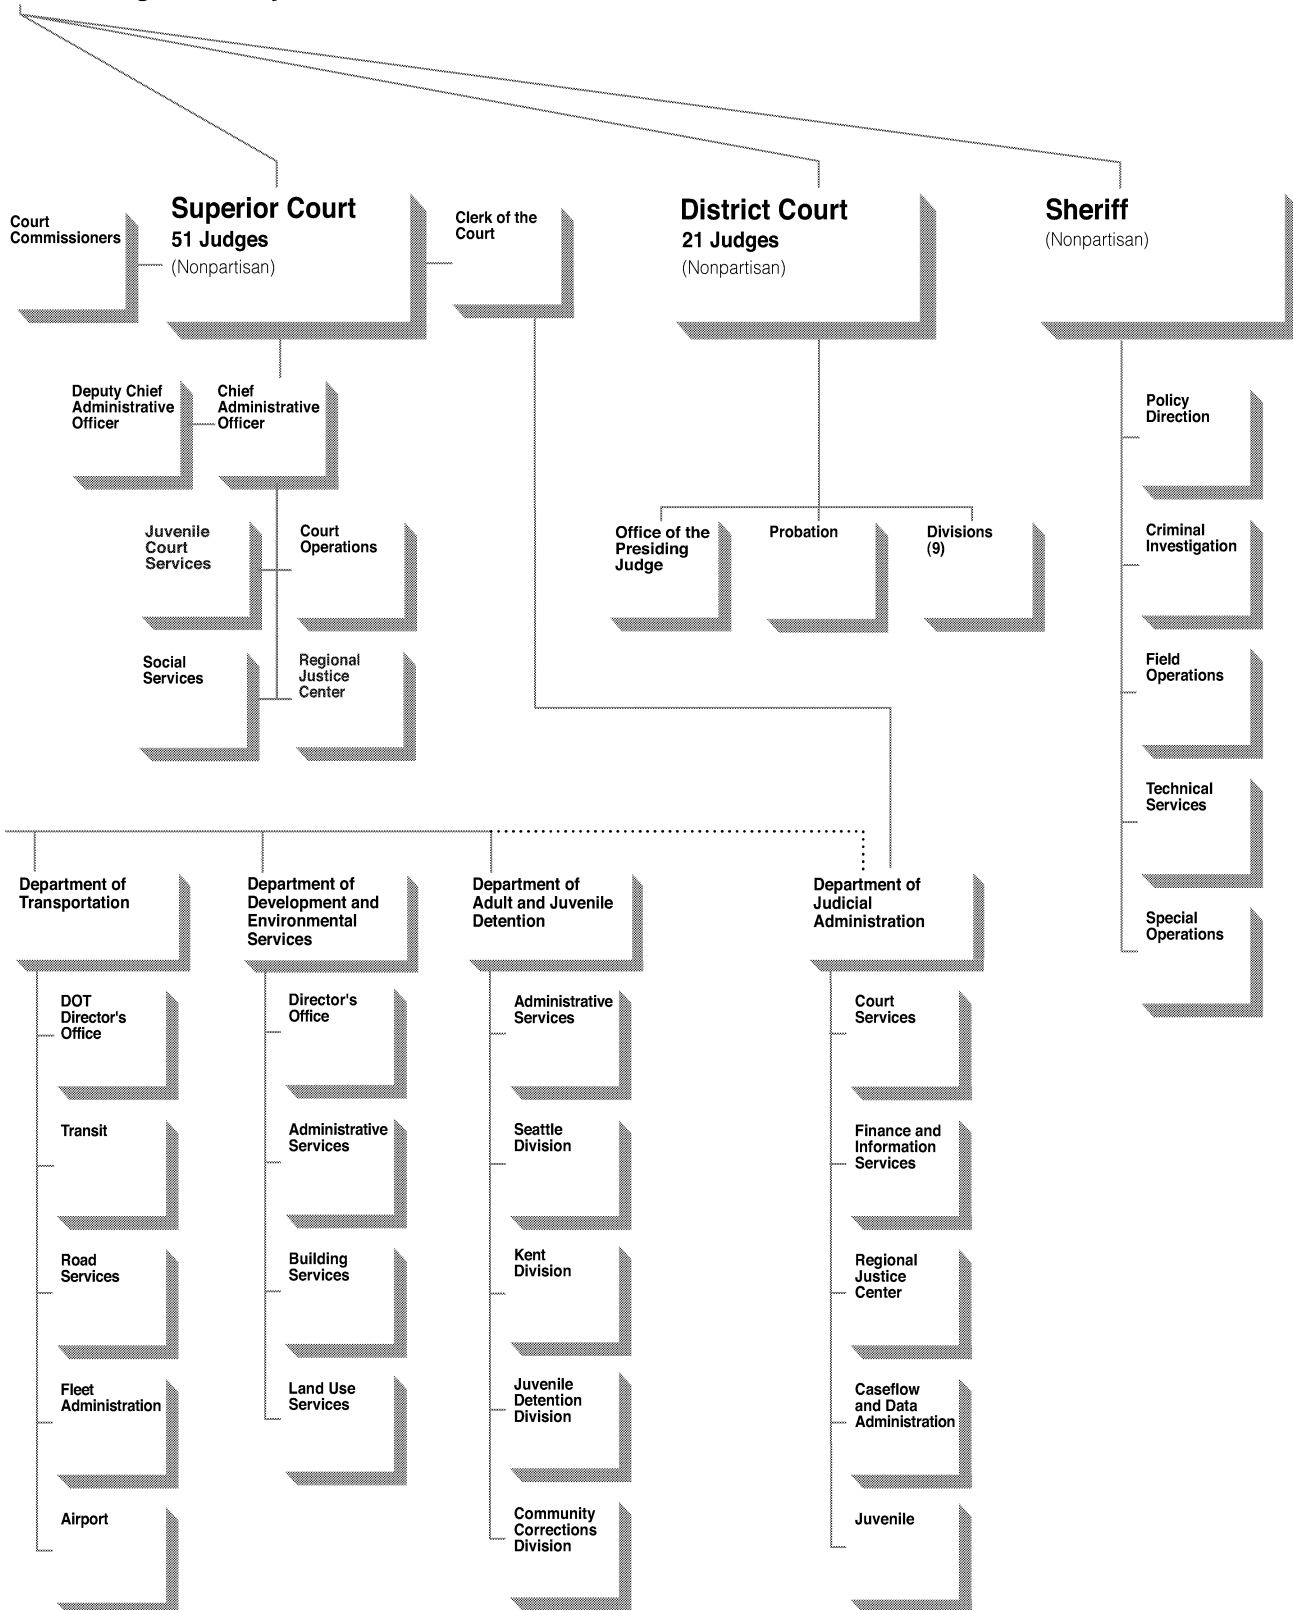 Court
Commissioners
Superior Court
51 Judges
(Nonpartisan)
Clerk of the
Court
District Court
21 Judges
(Nonpartisan)
Sheriff
(Nonpartisan)
Deputy Chief
Administrative
Officer
Chief
Administrative
Officer
Policy
Direction
Juvenile
Court
Services
Court
Operations
Office of the
Presiding
Judge
Probation
Divisions
(9)
Criminal
Investigation
Social
Services
Regional
Justice
Center
Field
Operations
Technical
Services
Special
Operations
Department of
Transportation
Department of
Development and
Environmental
Services
Department of
Adult and Juvenile
Detention
Department of
Judicial
Administration
DOT
Director's
Office
Director's
Office
Administrative
Services
Court
Services
Transit
Administrative
Services
Seattle
Division
Finance and
Information
Services
Road
Services
Building
Services
Kent
Division
Regional
Justice
Center
Fleet
Administration
Land Use
Services
Juvenile
Detention
Division
Caseflow
and Data
Administration
Airport
Community
Corrections
Division
Juvenile